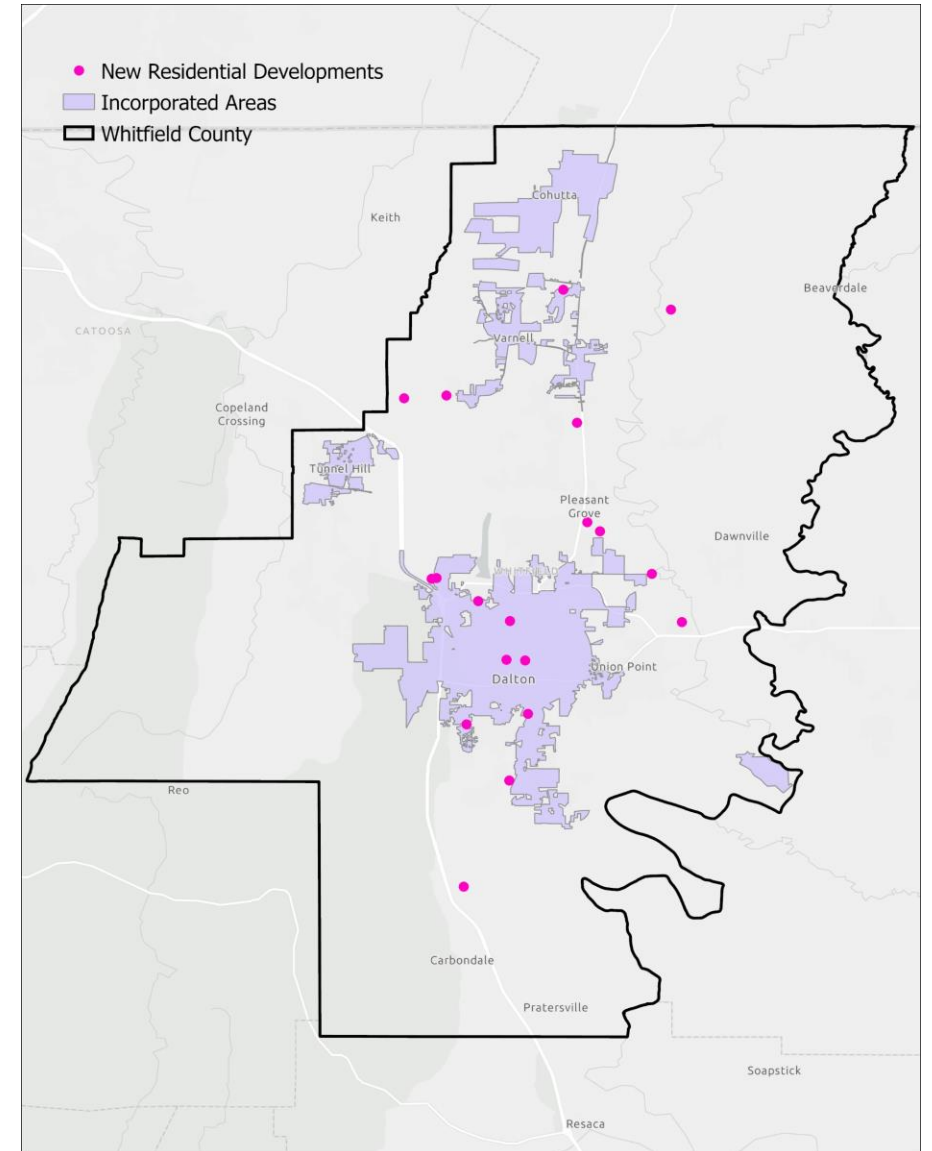 New Residential Developments
Incorporated Areas
Whitfield County
Cohutta
Keith
Beaverdale
CATOOSA
Varnell
Copeland
Crossing
Tunnel Hill
Pleasant
Grove
Dawnville
WHITFIELD
Union Point
Dalton
Reo
Carbondale
Pratersville
Soapstick
Resaca